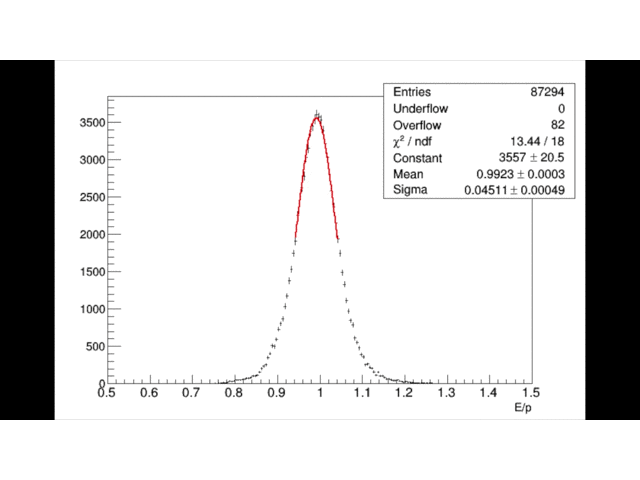 Entries 87294
Underflow 0
Overflow 82
χ² / ndf 13.44 / 18
Constant 3557 ± 20.5
Mean 0.9923 ± 0.0003
Sigma 0.04511 ± 0.00049
3500
3000
2500
2000
1500
1000
500
0
0.5 0.6 0.7 0.8 0.9 1 1.1 1.2 1.3 1.4 1.5
E/p